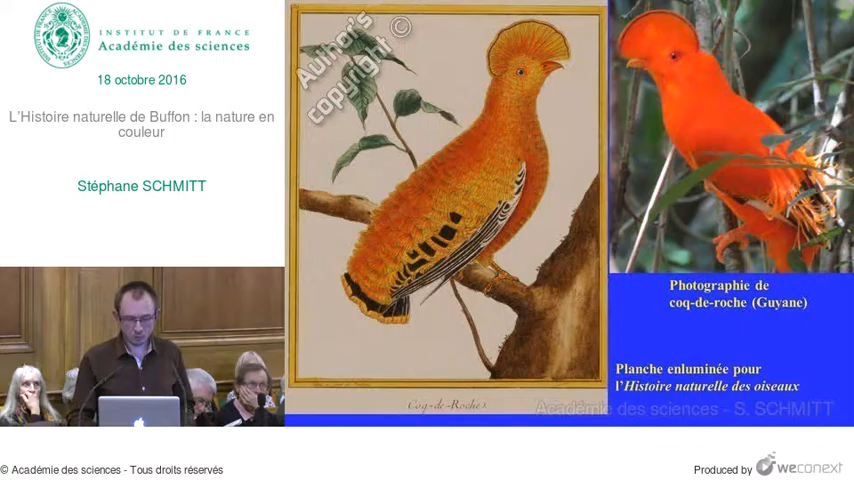 INSTITUT DE FRANCE
Académie des sciences
18 octobre 2016
L'Histoire naturelle de Buffon : la nature en
couleur
Stéphane SCHMITT
Author's ©
copyright
Photographie de
coq-de-roche (Guyane)
Planche enluminée pour
l'Histoire naturelle des oiseaux
Coq-de-Roche
Académie des sciences - S. SCHMITT
© Académie des sciences - Tous droits réservés
Produced by weconext